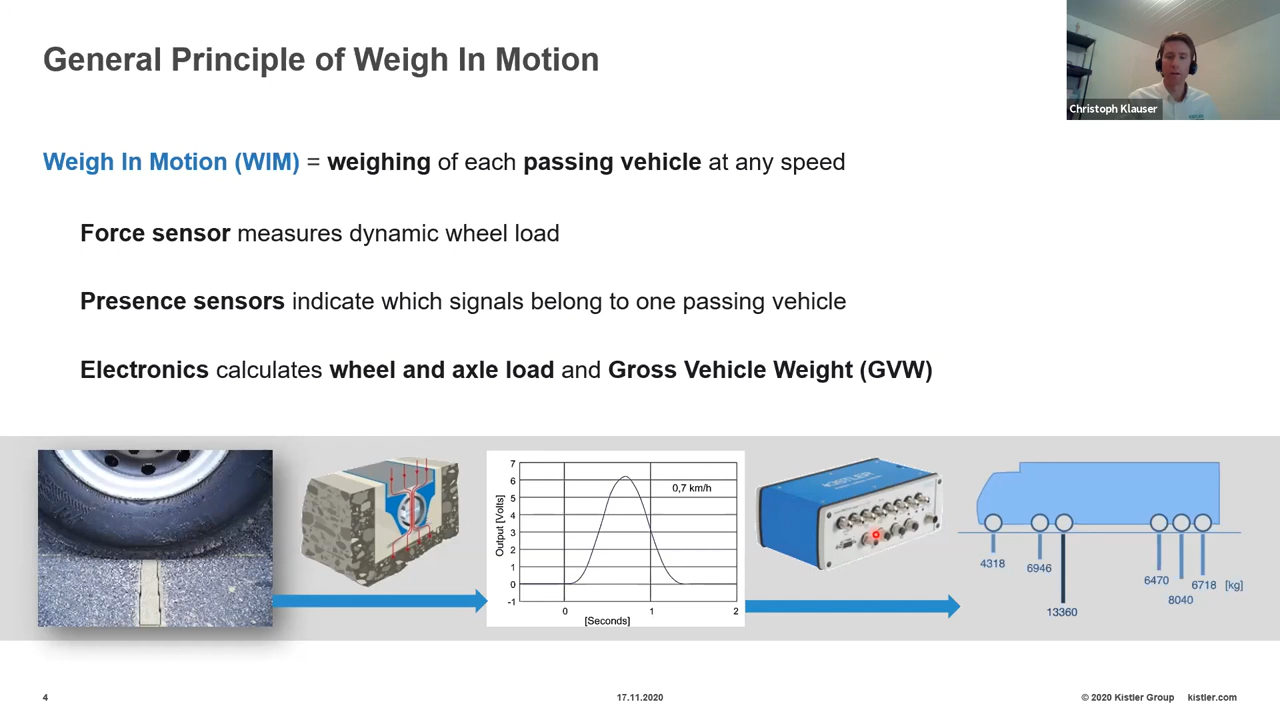 General Principle of Weigh In Motion
Christoph Klauser
Weigh In Motion (WIM) = weighing of each passing vehicle at any speed
Force sensor measures dynamic wheel load
Presence sensors indicate which signals belong to one passing vehicle
Electronics calculates wheel and axle load and Gross Vehicle Weight (GVW)
Output [Volts]
7
6
5
4
3
2
1
0
-1
0,7 km/h
0 1 2
[Seconds]
KISTLER
4318
6946
13360
6470
8040
6718
[kg]
4
17.11.2020
© 2020 Kistler Group kistler.com